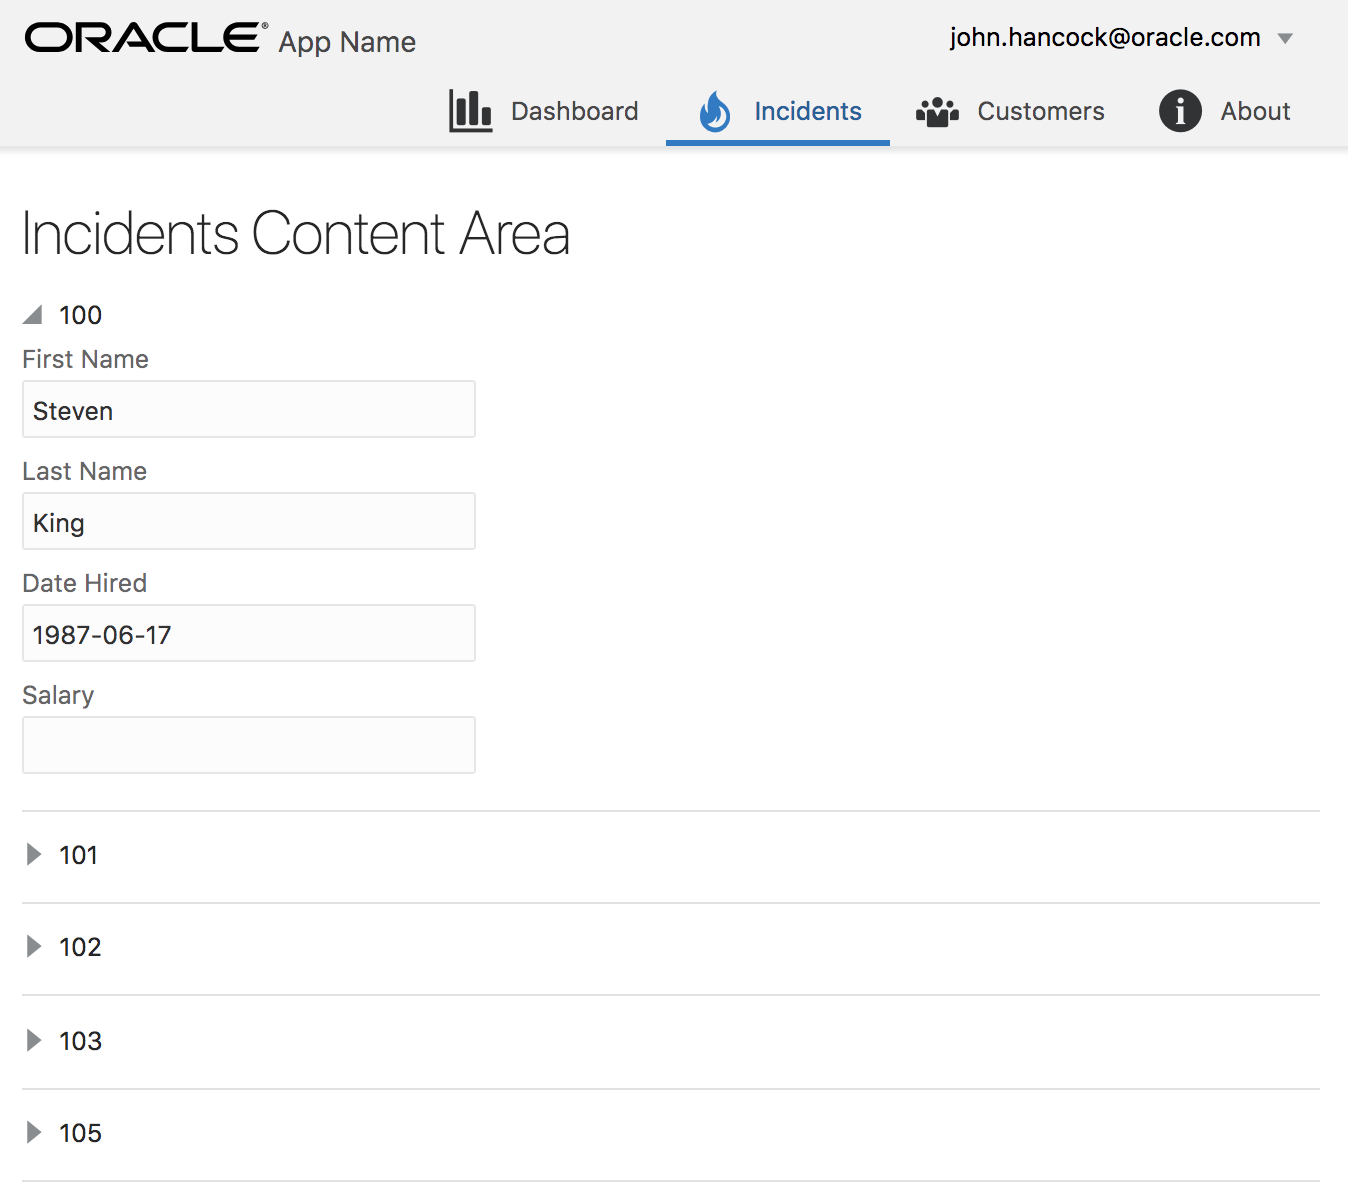 ORACLE® App Name
john.hancock@oracle.com
Dashboard Incidents Customers About
Incidents Content Area
100
First Name
Steven
Last Name
King
Date Hired
1987-06-17
Salary
101
102
103
105